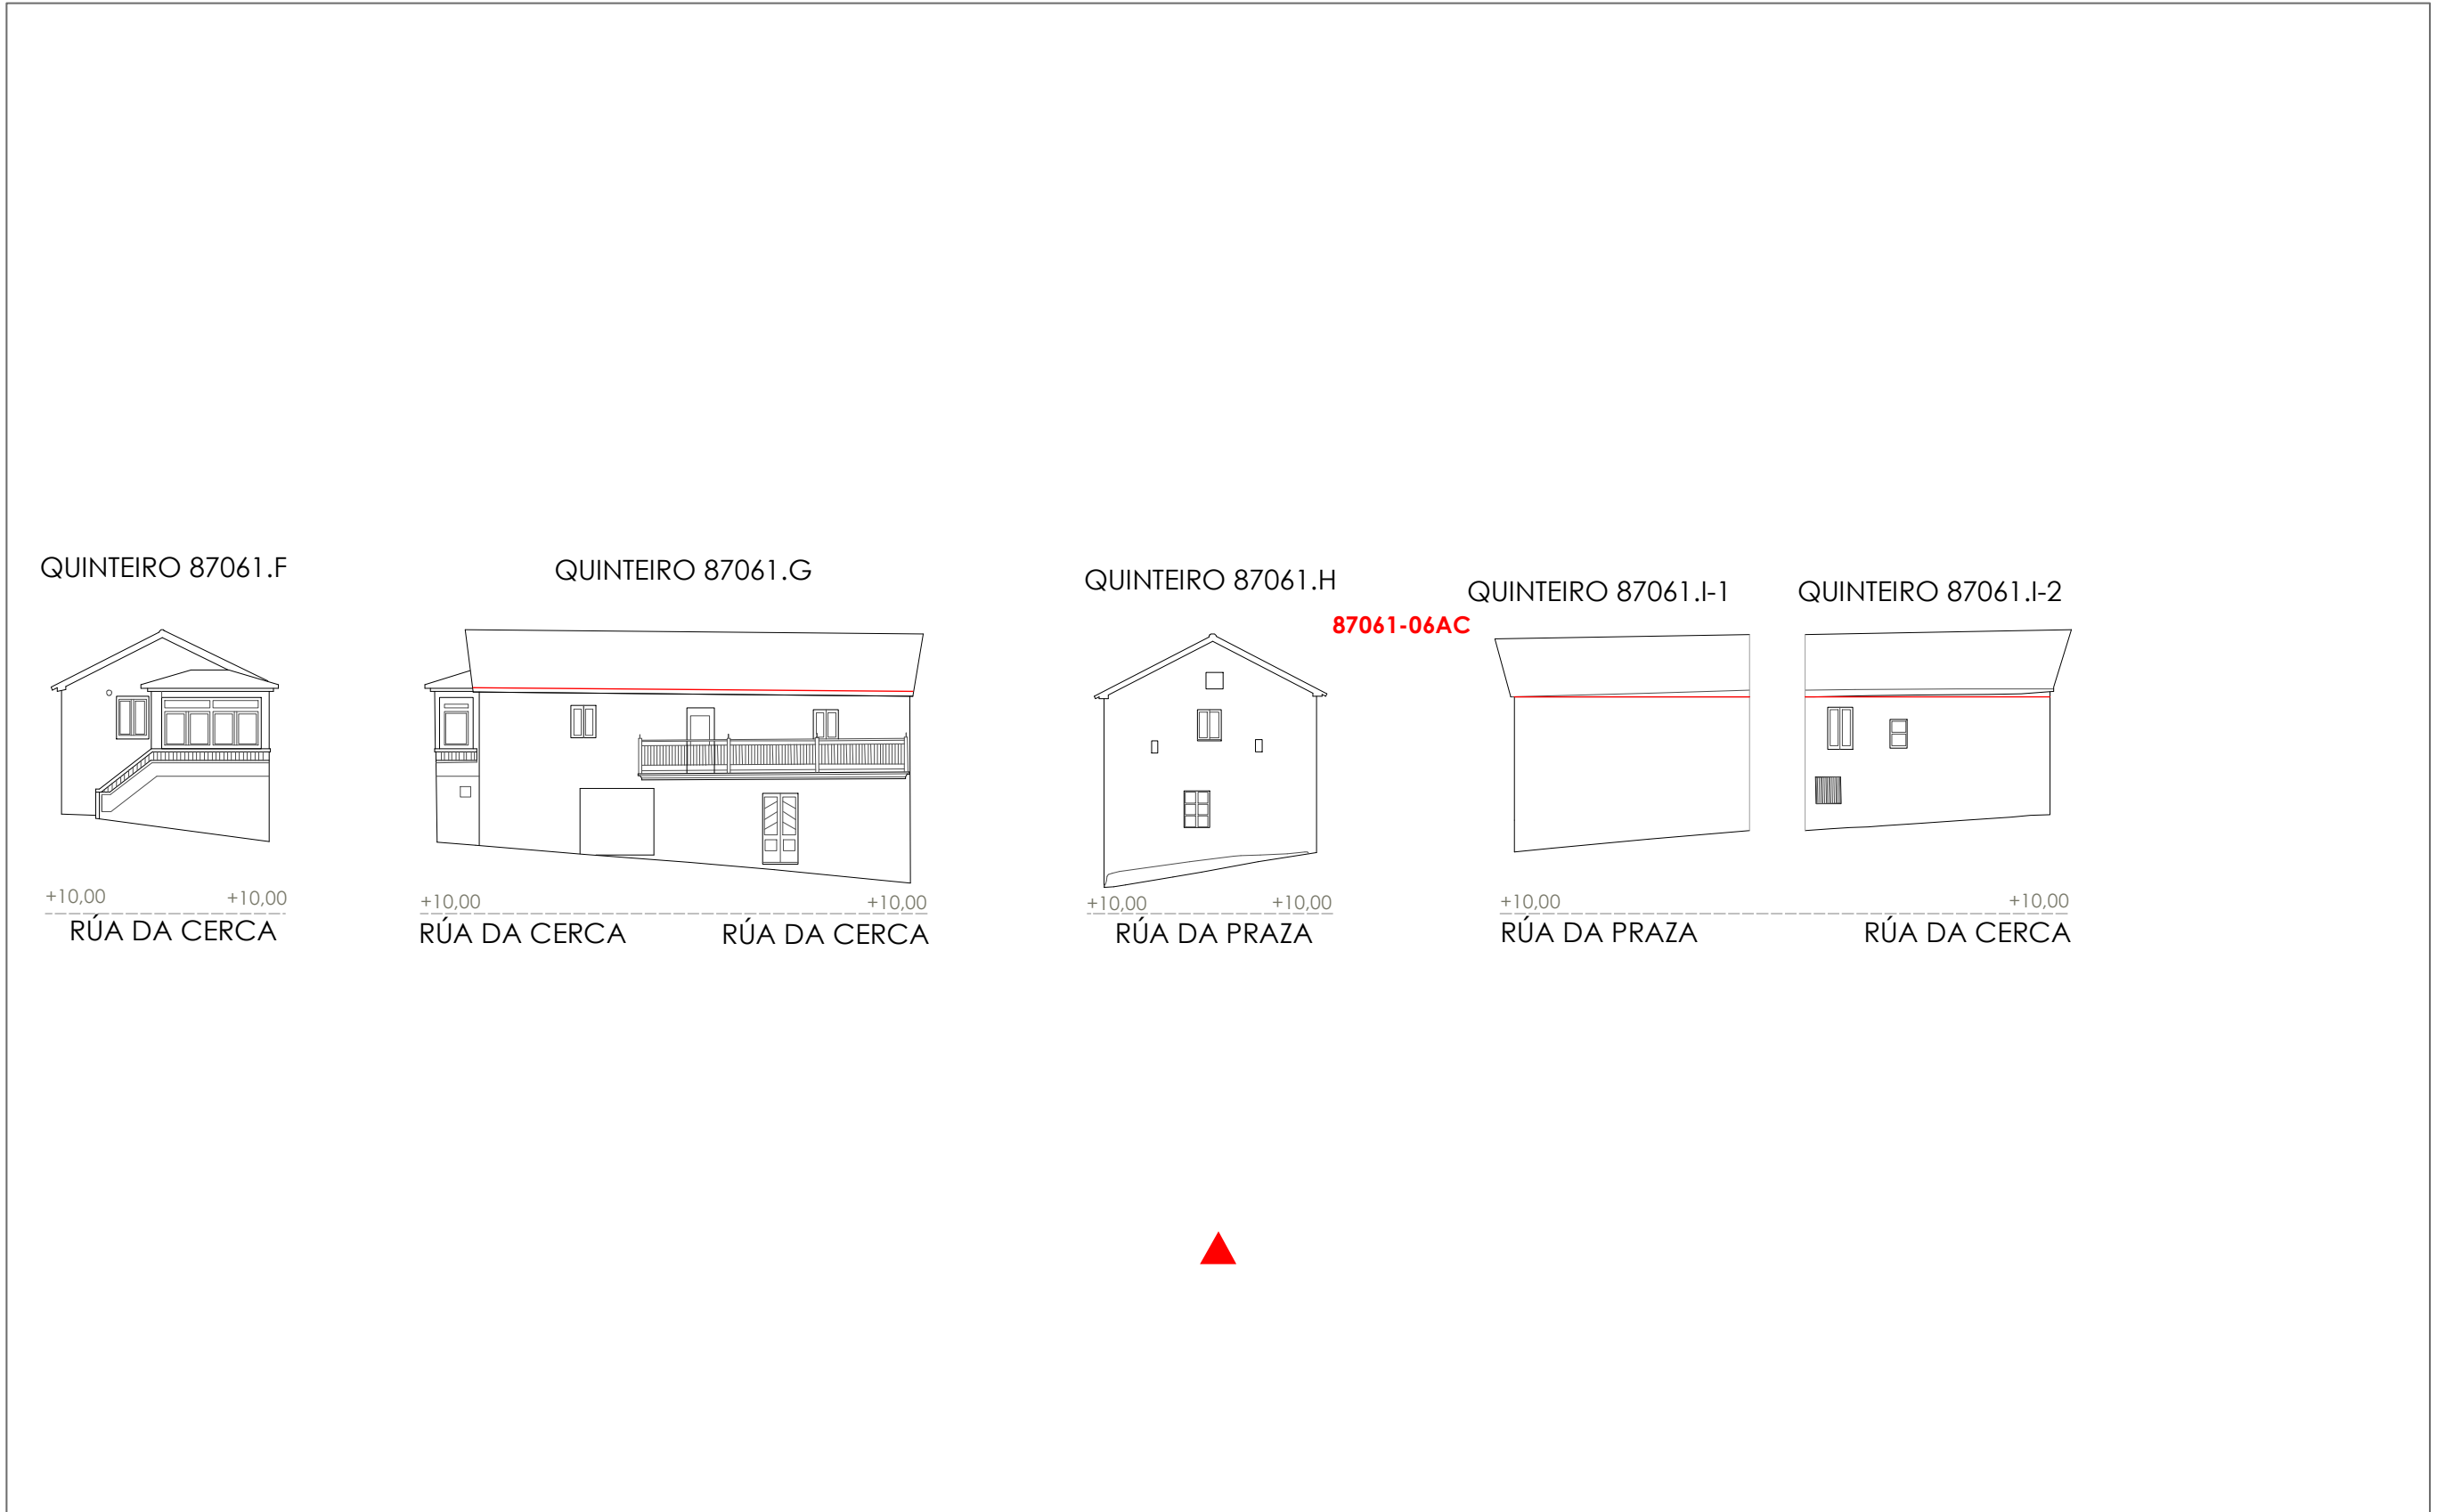 QUINTEIRO 87061.F
QUINTEIRO 87061.G
QUINTEIRO 87061.H
QUINTEIRO 87061.I-1
QUINTEIRO 87061.I-2
87061-06AC
+10,00 +10,00
RÚA DA CERCA
+10,00 +10,00
RÚA DA CERCA RÚA DA CERCA
+10,00 +10,00
RÚA DA PRAZA
+10,00 +10,00
RÚA DA PRAZA RÚA DA CERCA